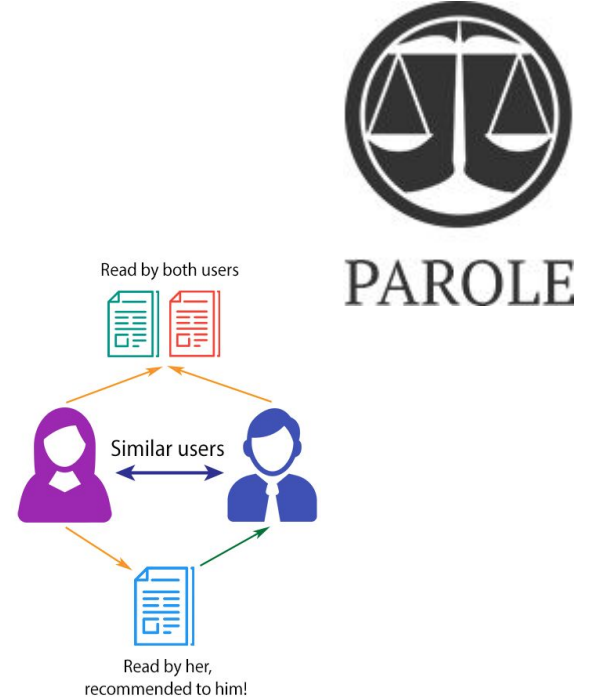 PAROLE
Read by both users
Similar users
Read by her,
recommended to him!